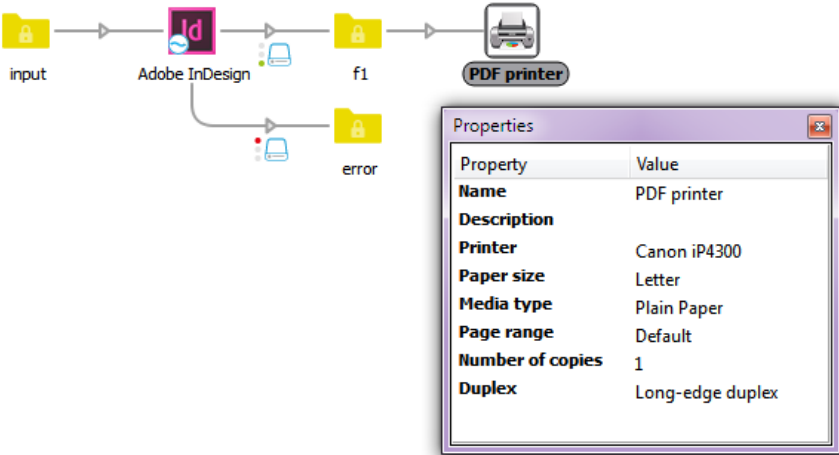 Id
input
Adobe InDesign
f1
PDF printer
error
Properties
Property Value
Name PDF printer
Description
Printer Canon iP4300
Paper size Letter
Media type Plain Paper
Page range Default
Number of copies 1
Duplex Long-edge duplex